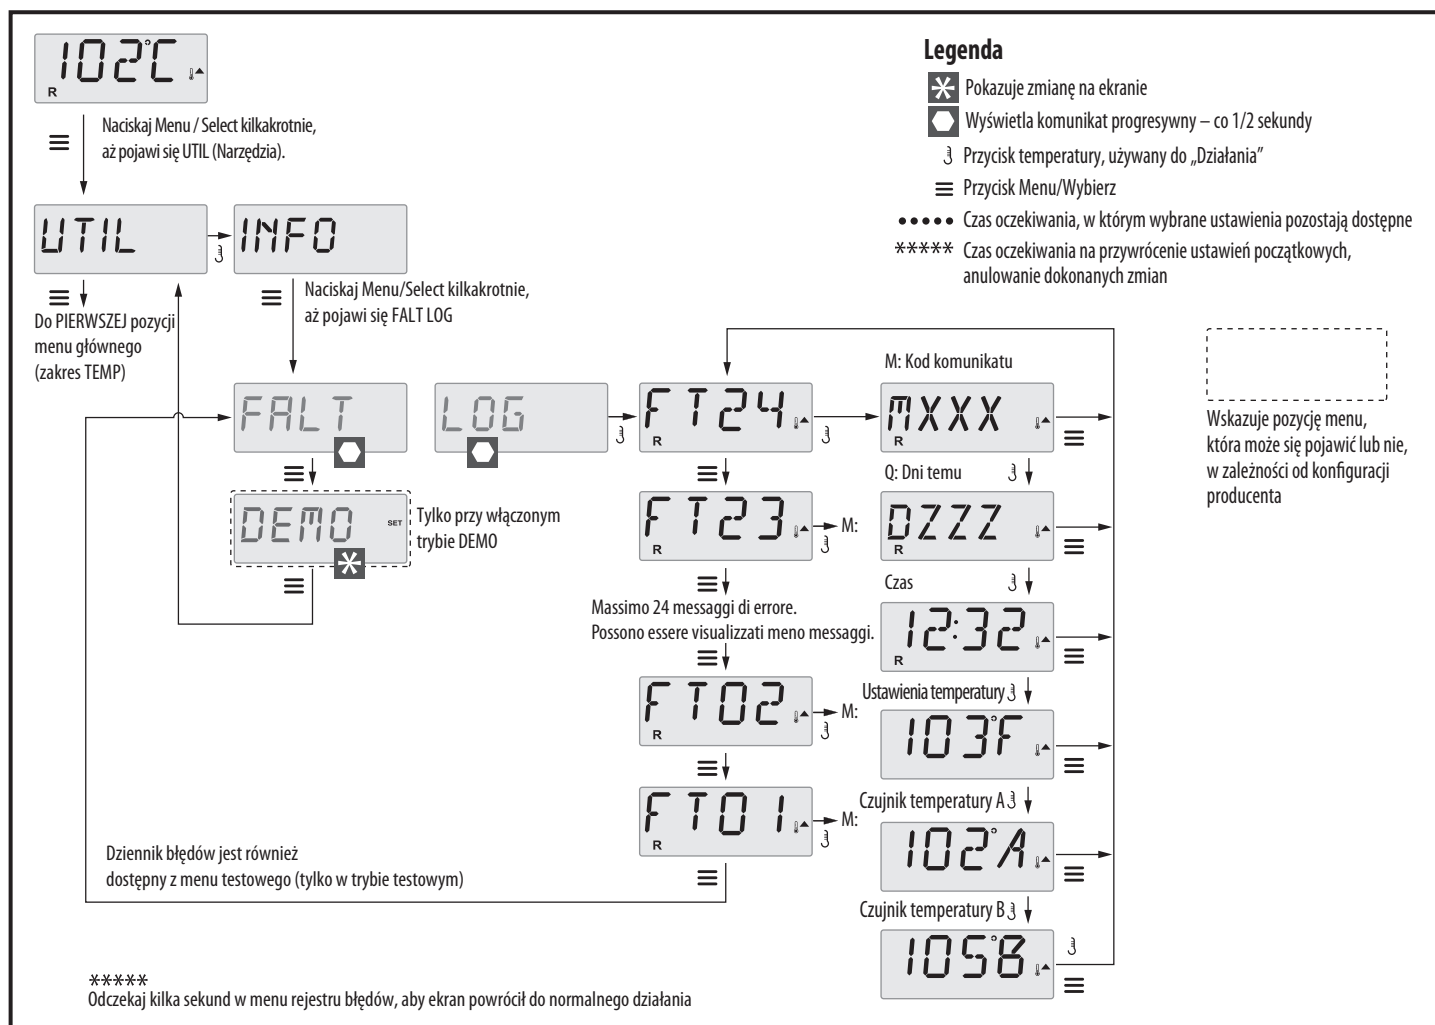 102°C
R
Naciskaj Menu / Select kilkakrotnie,
aż pojawi się UTIL (Narzędzia).
Legenda
Pokazuje zmianę na ekranie
Wyświetla komunikat progresywny – co 1/2 sekundy
Przycisk temperatury, używany do „Działania”
Przycisk Menu/Wybierz
••••• Czas oczekiwania, w którym wybrane ustawienia pozostają dostępne
***** Czas oczekiwania na przywrócenie ustawień początkowych,
anulowanie dokonanych zmian
UTIL
INFO
Do PIERWSZEJ pozycji
menu głównego
(zakres TEMP)
Naciskaj Menu/Select kilkakrotnie,
aż pojawi się FALT LOG
FALT
LOG
FT24
R
M: Kod komunikatu
MXXX
R
Wskazuje pozycję menu,
która może się pojawić lub nie,
w zależności od konfiguracji
producenta
DEMO
SET
Tylko przy włączonym
trybie DEMO
FT23
R
M:
Q: Dni temu
DZZZ
R
Massimo 24 messaggi di errore.
Possono essere visualizzati meno messaggi.
Czas
12:32
R
FT02
R
M:
Ustawienia temperatury
103°F
FT01
R
M:
Czujnik temperatury A
102°A
Dziennik błędów jest również
dostępny z menu testowego (tylko w trybie testowym)
Czujnik temperatury B
105°B
*****
Odczekaj kilka sekund w menu rejestru błędów, aby ekran powrócił do normalnego działania